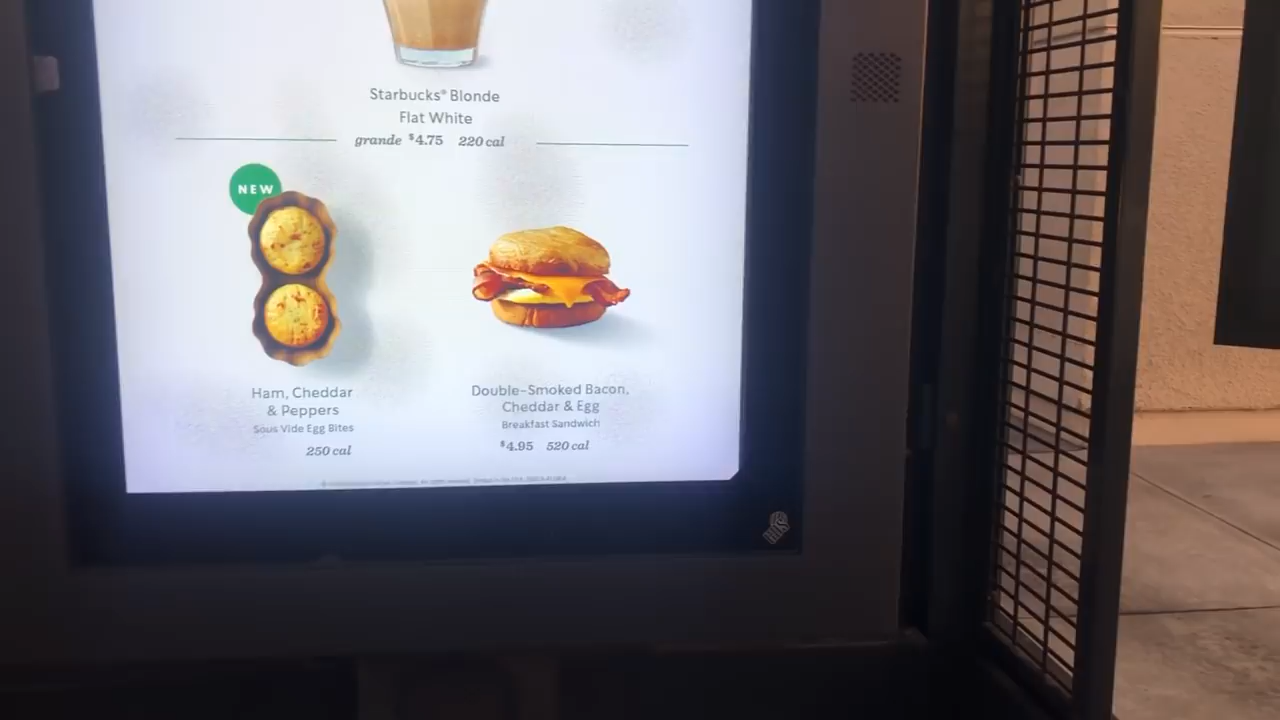 Starbucks® Blonde
Flat White
grande $4.75 220 cal
NEW
Ham, Cheddar
& Peppers
Sous Vide Egg Bites
250 cal
Double-Smoked Bacon,
Cheddar & Egg
Breakfast Sandwich
$4.95 520 cal